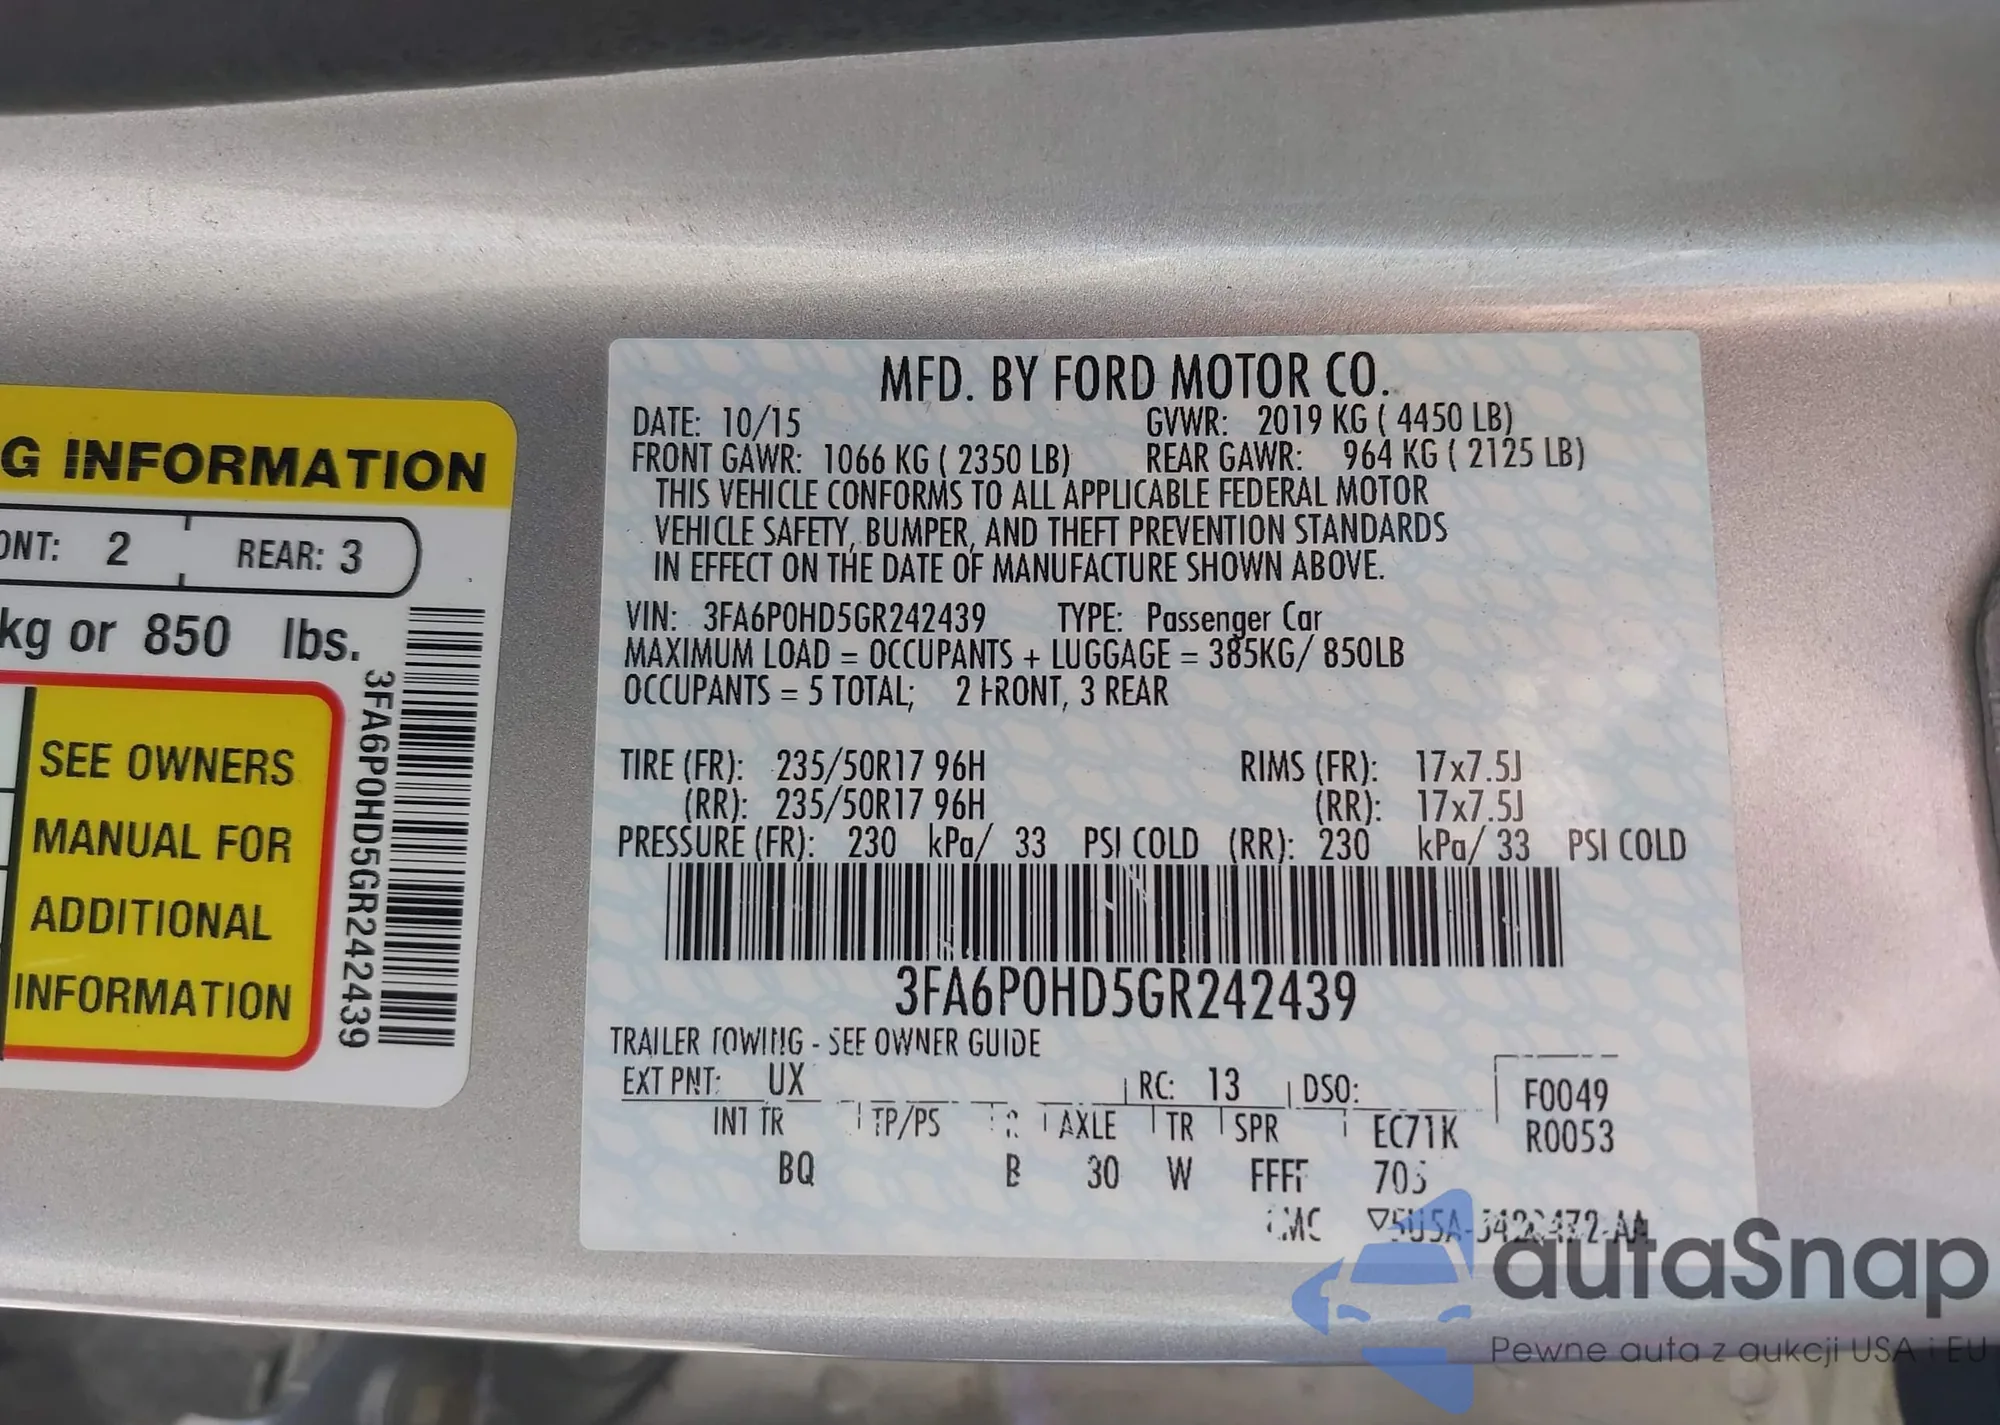 G INFORMATION
ONT: 2 REAR: 3
kg or 850 lbs.
SEE OWNERS
MANUAL FOR
ADDITIONAL
INFORMATION
3FA6P0HD5GR242439
MFD. BY FORD MOTOR CO.
DATE: 10/15 GVWR: 2019 KG ( 4450 LB)
FRONT GAWR: 1066 KG ( 2350 LB) REAR GAWR: 964 KG ( 2125 LB)
THIS VEHICLE CONFORMS TO ALL APPLICABLE FEDERAL MOTOR
VEHICLE SAFETY, BUMPER, AND THEFT PREVENTION STANDARDS
IN EFFECT ON THE DATE OF MANUFACTURE SHOWN ABOVE.
VIN: 3FA6P0HD5GR242439 TYPE: Passenger Car
MAXIMUM LOAD = OCCUPANTS + LUGGAGE = 385KG/ 850LB
OCCUPANTS = 5 TOTAL; 2 FRONT, 3 REAR
TIRE (FR): 235/50R17 96H RIMS (FR): 17x7.5J
(RR): 235/50R17 96H (RR): 17x7.5J
PRESSURE (FR): 230 kPa/ 33 PSI COLD (RR): 230 kPa/ 33 PSI COLD
3FA6P0HD5GR242439
TRAILER TOWING - SEE OWNER GUIDE
EXT PNT: UX RC: 13 DSO: F0049
INT TR TP/PS R AXLE TR SPR EC71K R0053
BQ B 30 W FFFF
autaSnap
Pewne auta z aukcji USA i EU